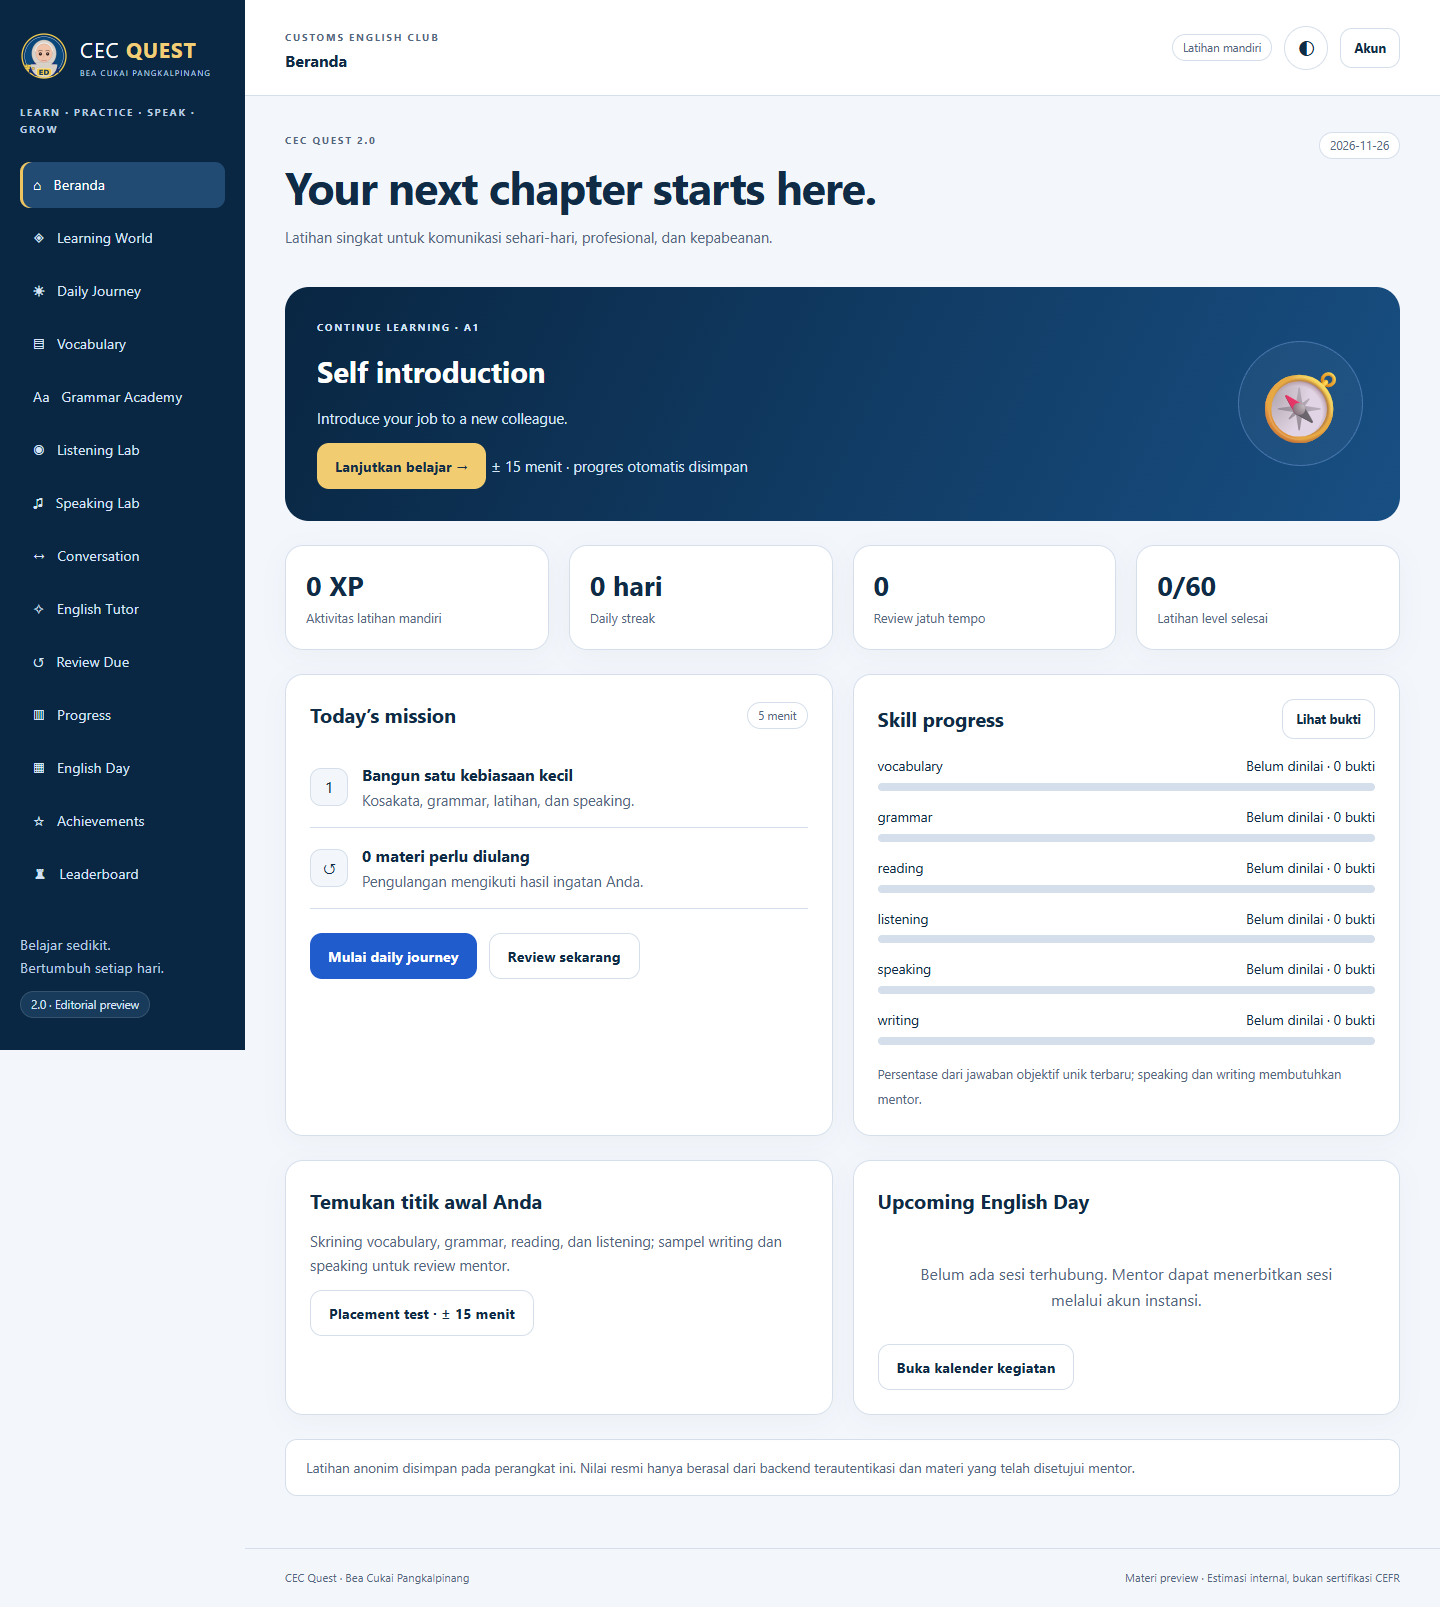 ED
CEC QUEST
BEA CUKAI PANGKALPINANG
LEARN • PRACTICE • SPEAK •
GROW
Beranda
Learning World
Daily Journey
Vocabulary
Aa Grammar Academy
Listening Lab
Speaking Lab
Conversation
English Tutor
Review Due
Progress
English Day
Achievements
Leaderboard
Belajar sedikit.
Bertumbuh setiap hari.
2.0 · Editorial preview
CUSTOMS ENGLISH CLUB
Beranda
Latihan mandiri
Akun
CEC QUEST 2.0
2026-11-26
Your next chapter starts here.
Latihan singkat untuk komunikasi sehari-hari, profesional, dan kepabeanan.
CONTINUE LEARNING · A1
Self introduction
Introduce your job to a new colleague.
Lanjutkan belajar → ± 15 menit · progres otomatis disimpan
0 XP
Aktivitas latihan mandiri
0 hari
Daily streak
0
Review jatuh tempo
0/60
Latihan level selesai
Today’s mission
5 menit
1
Bangun satu kebiasaan kecil
Kosakata, grammar, latihan, dan speaking.
0 materi perlu diulang
Pengulangan mengikuti hasil ingatan Anda.
Mulai daily journey
Review sekarang
Skill progress
Lihat bukti
vocabulary Belum dinilai · 0 bukti
grammar Belum dinilai · 0 bukti
reading Belum dinilai · 0 bukti
listening Belum dinilai · 0 bukti
speaking Belum dinilai · 0 bukti
writing Belum dinilai · 0 bukti
Persentase dari jawaban objektif unik terbaru; speaking dan writing membutuhkan
mentor.
Temukan titik awal Anda
Skrining vocabulary, grammar, reading, dan listening; sampel writing dan
speaking untuk review mentor.
Placement test · ± 15 menit
Upcoming English Day
Belum ada sesi terhubung. Mentor dapat menerbitkan sesi
melalui akun instansi.
Buka kalender kegiatan
Latihan anonim disimpan pada perangkat ini. Nilai resmi hanya berasal dari backend terautentikasi dan materi yang telah disetujui mentor.
CEC Quest · Bea Cukai Pangkalpinang
Materi preview · Estimasi internal, bukan sertifikasi CEFR